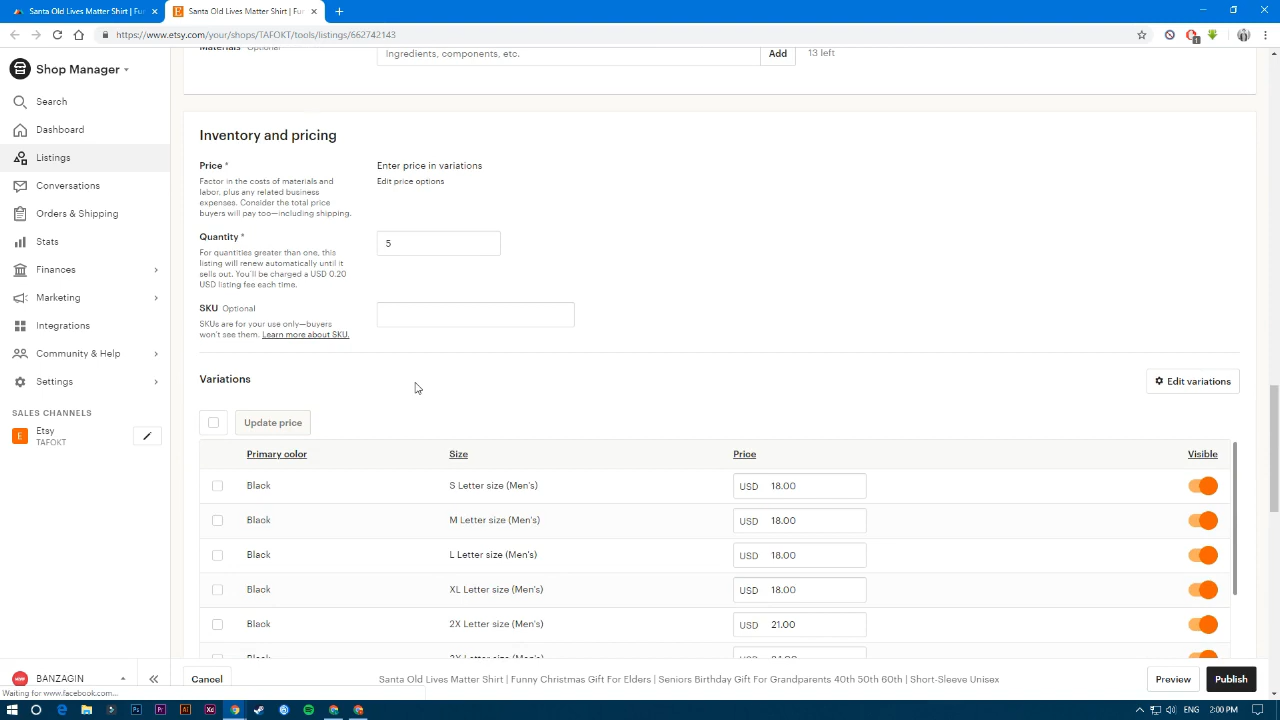 Santa Old Lives Matter Shirt | Fu
Santa Old Lives Matter Shirt | Fun
https://www.etsy.com/your/shops/TAFOKT/tools/listings/662742143
Shop Manager
Search
Dashboard
Listings
Conversations
Orders & Shipping
Stats
Finances
Marketing
Integrations
Community & Help
Settings
SALES CHANNELS
E
Etsy
TAFOKT
BANZAGIN
Materials Optional
Ingredients, components, etc.
Add
13 left
Inventory and pricing
Price *
Factor in the costs of materials and
labor, plus any related business
expenses. Consider the total price
buyers will pay too—including shipping.
Enter price in variations
Edit price options
Quantity *
For quantities greater than one, this
listing will renew automatically until it
sells out. You'll be charged a USD 0.20
USD listing fee each time.
5
SKU Optional
SKUs are for your use only—buyers
won't see them. Learn more about SKU.
Variations
Edit variations
Update price
Primary color Size Price Visible
Black S Letter size (Men's) USD 18.00
Black M Letter size (Men's) USD 18.00
Black L Letter size (Men's) USD 18.00
Black XL Letter size (Men's) USD 18.00
Black 2X Letter size (Men's) USD 21.00
Cancel
Santa Old Lives Matter Shirt | Funny Christmas Gift For Elders | Seniors Birthday Gift For Grandparents 40th 50th 60th | Short-Sleeve Unisex
Preview
Publish
Waiting for www.facebook.com...
ENG
2:00 PM